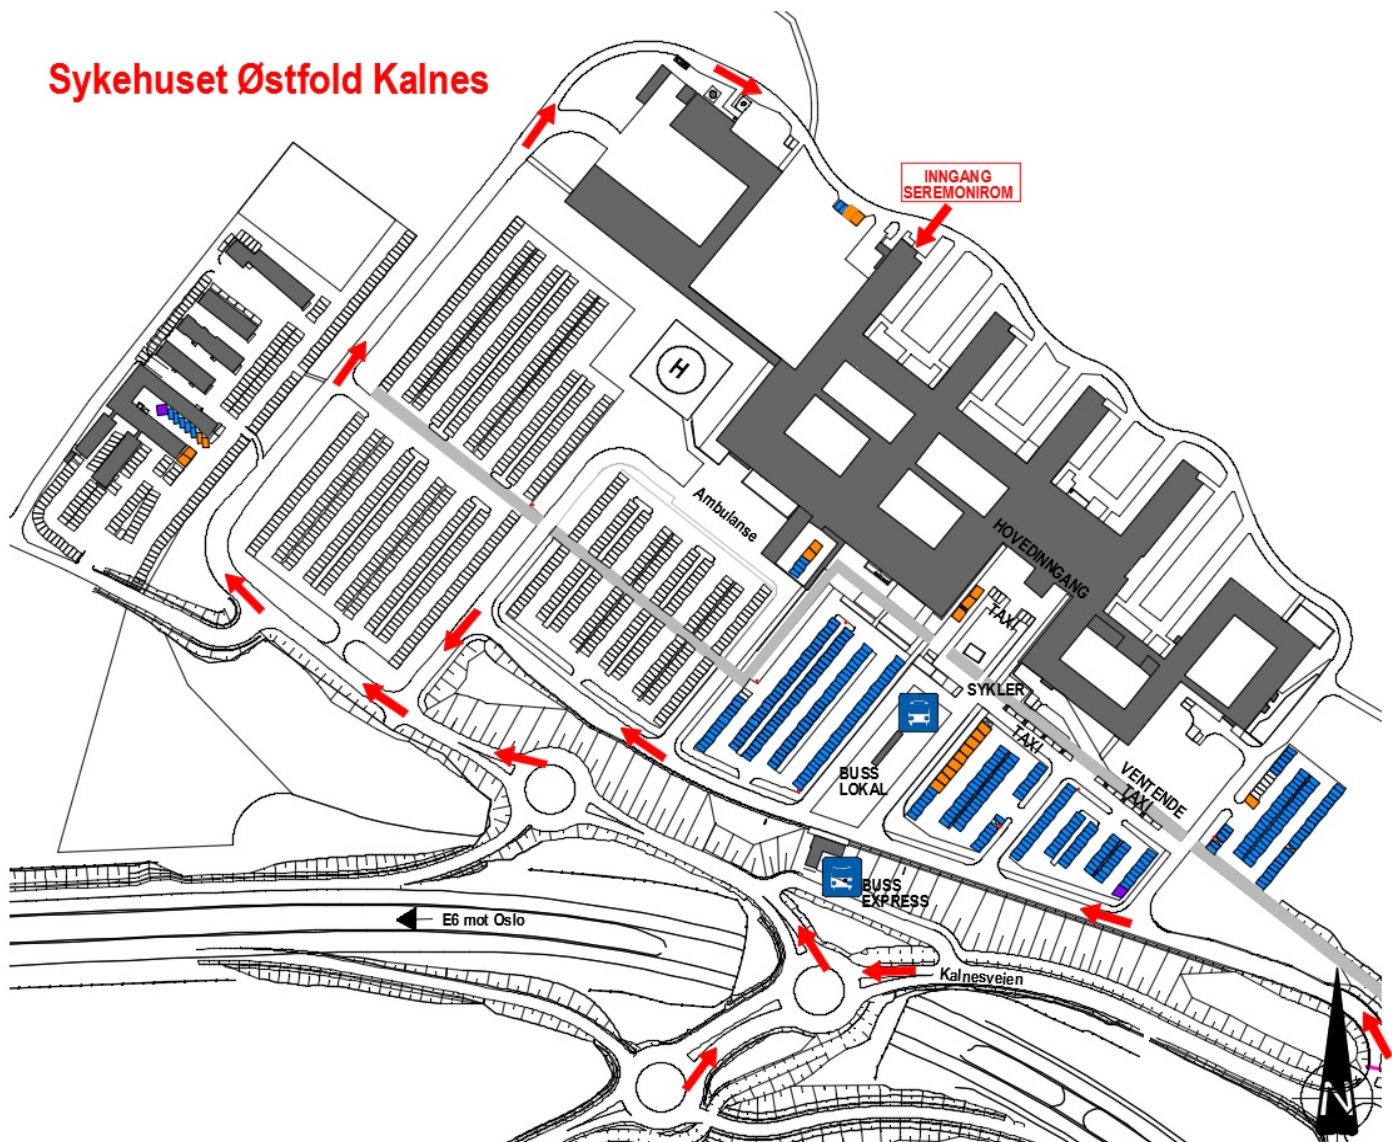 Sykehuset Østfold Kalnes
INNGANG
SEREMONIROM
H
Ambulanse
HOVEDINNGANG
TAXI
SYKLER
TAXI
VENTENDE
TAXI
BUSS
LOKAL
BUSS
EXPRESS
E6 mot Oslo
Kalnesveien
N